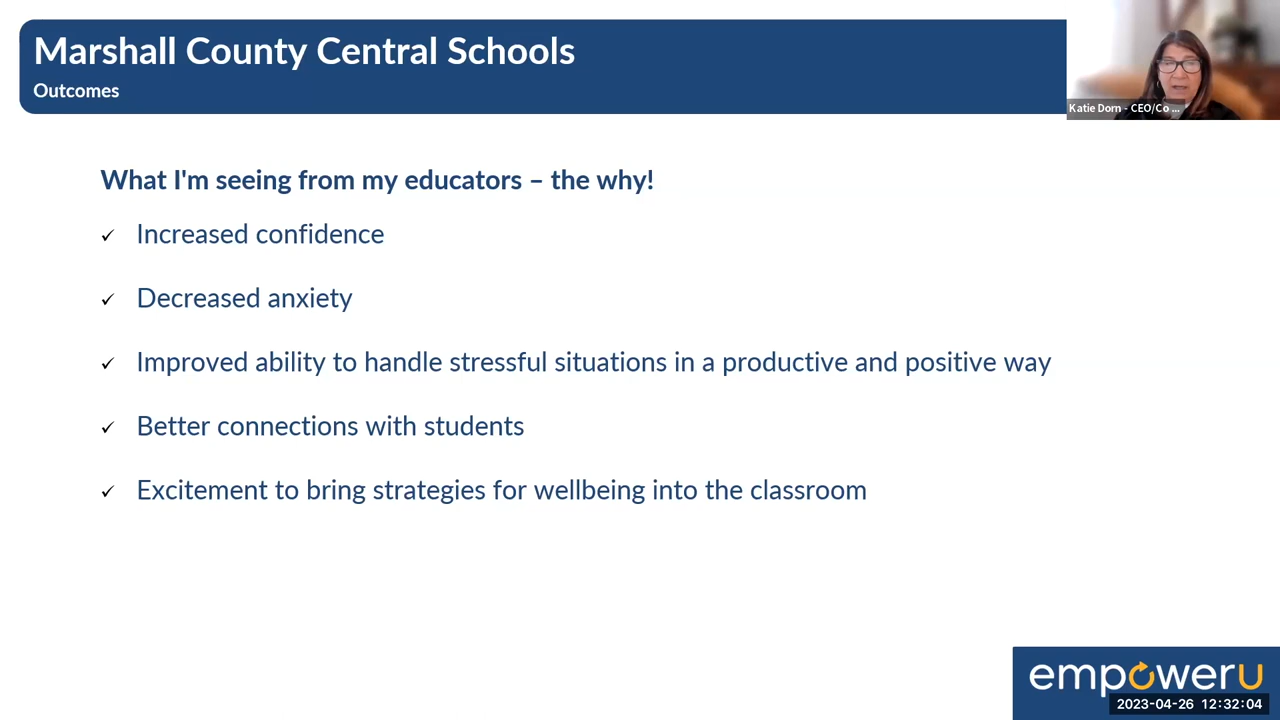 Marshall County Central Schools
Outcomes
Katie Dorn - CEO/Co ...
What I'm seeing from my educators – the why!
✓ Increased confidence
✓ Decreased anxiety
✓ Improved ability to handle stressful situations in a productive and positive way
✓ Better connections with students
✓ Excitement to bring strategies for wellbeing into the classroom
empowerU
2023-04-26 12:32:04